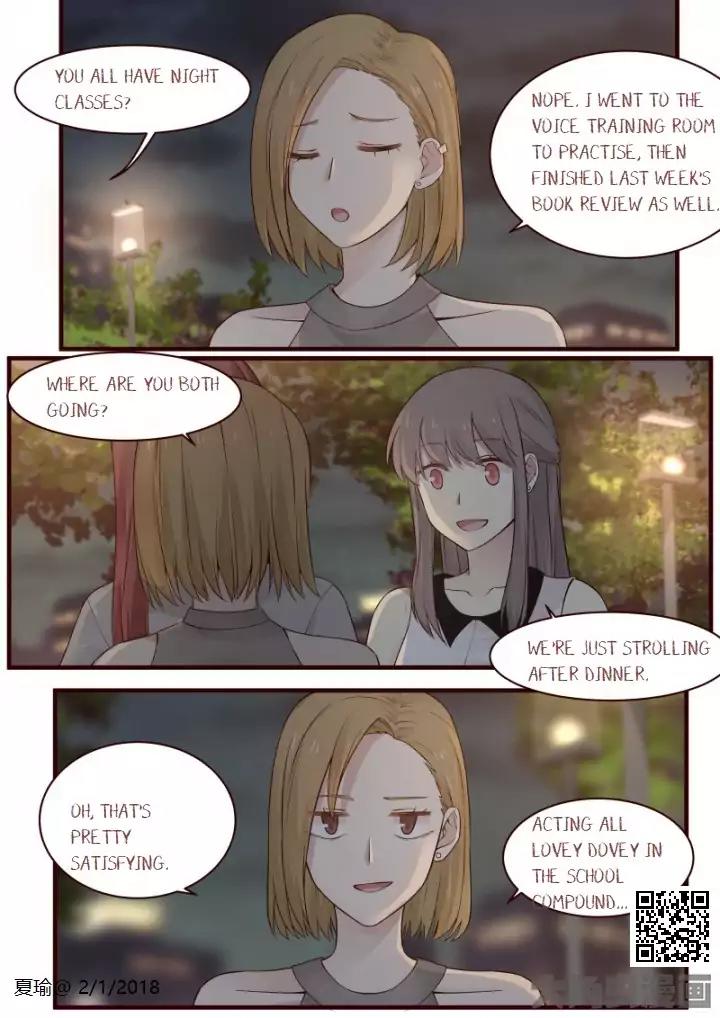 YOU ALL HAVE NIGHT
CLASSES?
NOPE. I WENT TO THE
VOICE TRAINING ROOM
TO PRACTISE, THEN
FINISHED LAST WEEK'S
BOOK REVIEW AS WELL.
WHERE ARE YOU BOTH
GOING?
WE'RE JUST STROLLING
AFTER DINNER.
OH, THAT'S
PRETTY
SATISFYING.
ACTING ALL
LOVEY DOVEY IN
THE SCHOOL
COMPOUND...
夏瑜@ 2/1/2018